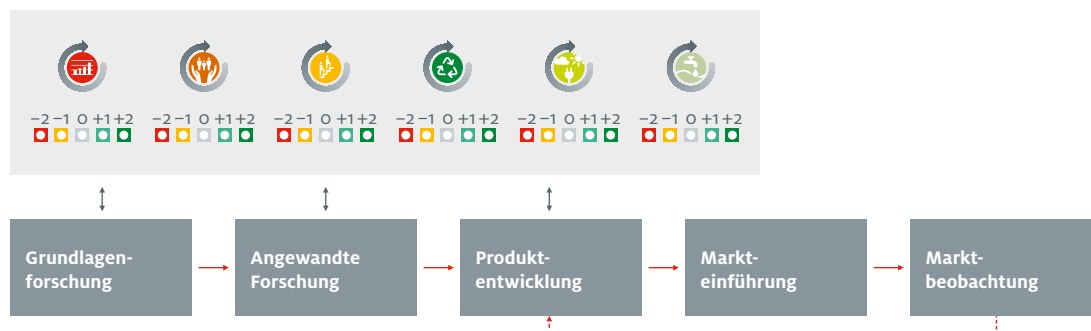 −2 −1 0 +1 +2 −2 −1 0 +1 +2 −2 −1 0 +1 +2 −2 −1 0 +1 +2 −2 −1 0 +1 +2 −2 −1 0 +1 +2
Grundlagen-
forschung
Angewandte
Forschung
Produkt-
entwicklung
Markt-
einführung
Markt-
beobachtung